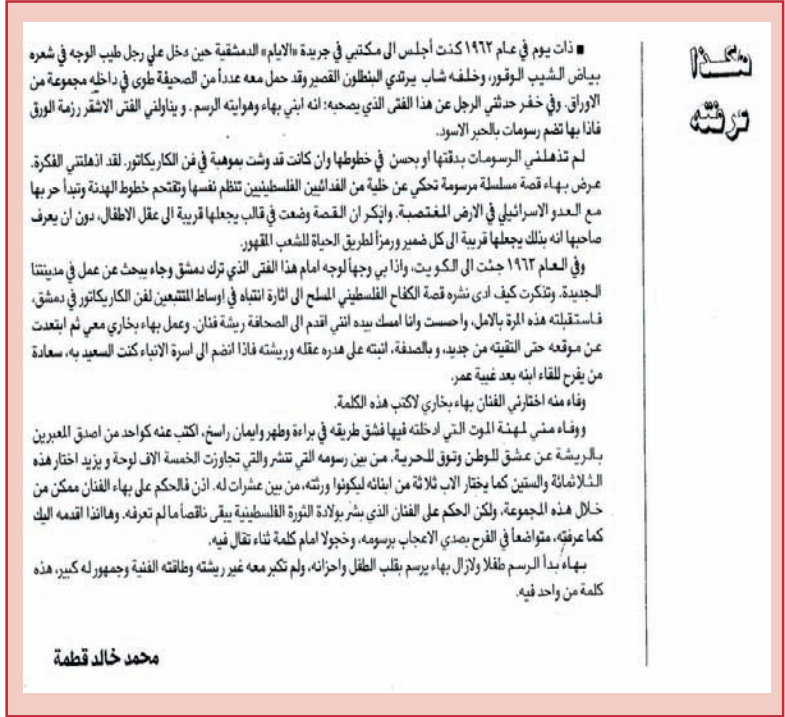 هكذا
عرفته
■ ذات يوم في عام ١٩٦٢ كنت أجلس الى مكتبي في جريدة «الايام» الدمشقية حين دخل علي رجل طيب الوجه في شعره
بياض الشيب الوقور، وخلفه شاب يرتدي البنطلون القصير وقد حمل معه عدداً من الصحيفة طوى في داخله مجموعة من
الاوراق. وفي خفر حدثني الرجل عن هذا الفتى الذي يصحبه؛ انه ابني بهاء وهوايته الرسم. و يناولني الفتى الاشقر رزمة الورق
فاذا بها تضم رسومات بالحبر الاسود.
لم تذهلني الرسومات بدقتها او بحسن في خطوطها وان كانت قد وشت بموهبة في فن الكاريكاتور. لقد اذهلتني الفكرة.
عرض بهاء قصة مسلسلة مرسومة تحكي عن خلية من الفدائيين الفلسطينيين تنظم نفسها وتقتحم خطوط الهدنة وتبدأ حر بها
مع العدو الاسرائيلي في الارض المغتصبة. واذكر ان القصة وضعت في قالب يجعلها قريبة الى عقل الاطفال، دون ان يعرف
صاحبها انه بذلك يجعلها قريبة الى كل ضمير ورمزاً لطريق الحياة للشعب المقهور.
وفي العام ١٩٦٣ جئت الى الكويت، واذا بي وجهاً لوجه امام هذا الفتى الذي ترك دمشق وجاء يبحث عن عمل في مدينتنا
الجديدة. وتذكرت كيف ادى نشره قصة الكفاح الفلسطيني المسلح الى اثارة انتباه في اوساط المتتبعين لفن الكاريكاتور في دمشق،
فاستقبلته هذه المرة بالامل، واحسست وانا امسك بيده انني اقدم الى الصحافة ريشة فنان. وعمل بهاء بخاري معي ثم ابتعدت
عن موقعه حتى التقيته من جديد، و بالصدفة، اثبته على هدره عقله وريشته فاذا انضم الى اسرة الانباء كنت السعيد به، سعادة
من يفرح للقاء ابنه بعد غيبة عمر.
وفاء منه اختارني الفنان بهاء بخاري لاكتب هذه الكلمة.
ووفاء مني لمهنة الموت التي ادخلته فيها فشق طريقه في براءة وطهر وايمان راسخ، اكتب عنه كواحد من اصدق المعبرين
بالريشة عن عشق للوطن وتوق للحرية. من بين رسومه التي تنتشر والتي تجاوزت الخمسة الاف لوحة و يزيد اختار هذه
الثلاثمائة والستين كما يختار الاب ثلاثة من ابنائه ليكونوا ورثته، من بين عشرات له. اذن فالحكم على بهاء الفنان ممكن من
خلال هذه المجموعة، ولكن الحكم على الفنان الذي بشر بولادة الثورة الفلسطينية يبقى ناقصاً ما لم تعرفه. وهاانذا اقدمه اليك
كما عرفته، متواضعاً في الفرح بصدي الاعجاب برسومه، وخجولا امام كلمة ثناء تقال فيه.
بهاء بدأ الرسم طفلا ولازال بهاء يرسم بقلب الطفل واحزانه، ولم تكبر معه غير ريشته وطاقته الفنية وجمهور له كبير، هذه
كلمة من واحد فيه.
محمد خالد قطمة